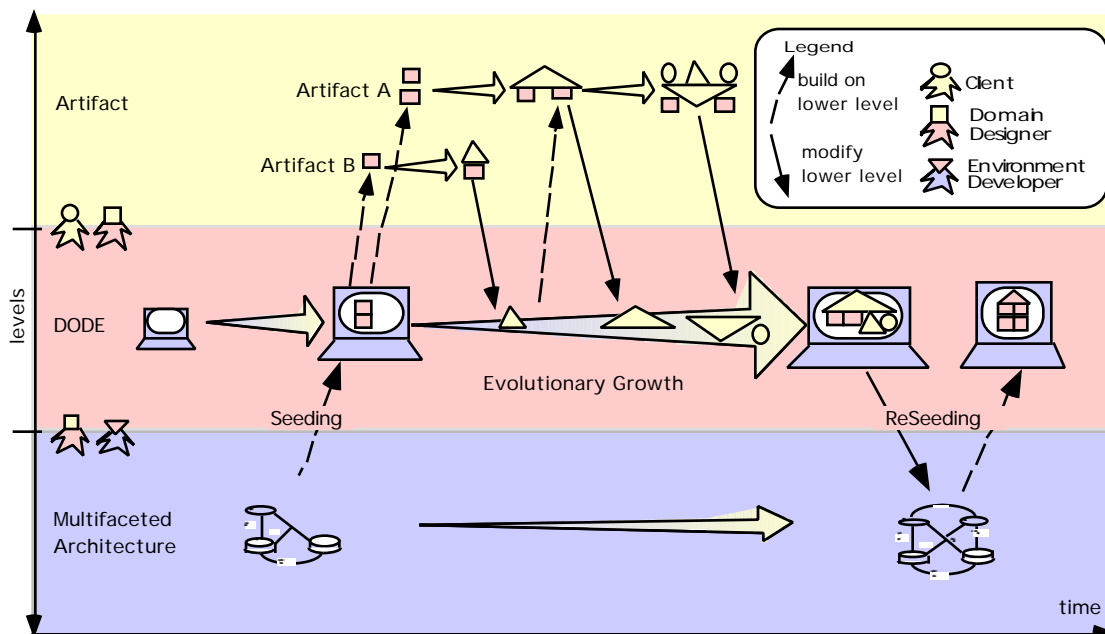 Legend
build on
lower level
modify
lower level
Client
Domain
Designer
Environment
Developer
Artifact
Artifact A
Artifact B
levels
DODE
Evolutionary Growth
Seeding
ReSeeding
Multifaceted
Architecture
time